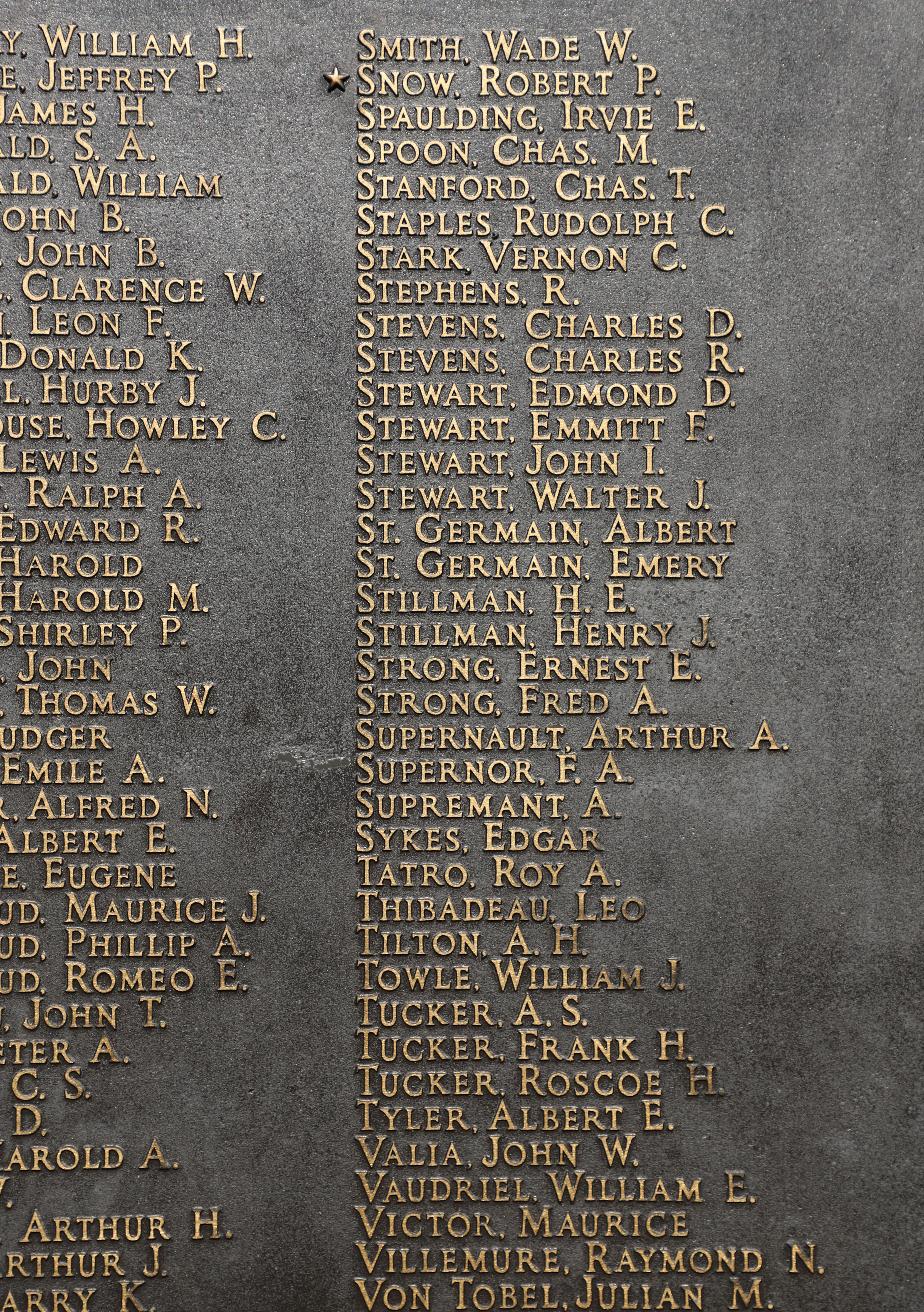 WILLIAM H.
JEFFREY P.
JAMES H.
S. A.
WILLIAM
JOHN B.
JOHN B.
CLARENCE W.
LEON F.
DONALD K.
HURBY J.
HOWLEY C.
LEWIS A.
RALPH A.
EDWARD R.
HAROLD
HAROLD M.
SHIRLEY P.
JOHN
THOMAS W.
EMILE A.
ALFRED N.
ALBERT E.
EUGENE
MAURICE J.
PHILLIP A.
ROMEO E.
JOHN T.
A.
C. S.
D.
HAROLD A.
ARTHUR H.
ARTHUR J.
K.
SMITH, WADE W.
★ SNOW, ROBERT P.
SPAULDING, IRVIE E.
SPOON, CHAS. M.
STANFORD, CHAS. T.
STAPLES, RUDOLPH C.
STARK, VERNON C.
STEPHENS, R.
STEVENS, CHARLES D.
STEVENS, CHARLES R.
STEWART, EDMOND D.
STEWART, EMMITT F.
STEWART, JOHN I.
STEWART, WALTER J.
ST. GERMAIN, ALBERT
ST. GERMAIN, EMERY
STILLMAN, H. E.
STILLMAN, HENRY J.
STRONG, ERNEST E.
STRONG, FRED A.
SUPERNAULT, ARTHUR A.
SUPERNOR, F. A.
SUPREMANT, A.
SYKES, EDGAR
TATRO, ROY A.
THIBADEAU, LEO
TILTON, A. H.
TOWLE, WILLIAM J.
TUCKER, A. S.
TUCKER, FRANK H.
TUCKER, ROSCOE H.
TYLER, ALBERT E.
VALIA, JOHN W.
VAUDRIEL, WILLIAM E.
VICTOR, MAURICE
VILLEMURE, RAYMOND N.
VON TOBEL, JULIAN M.